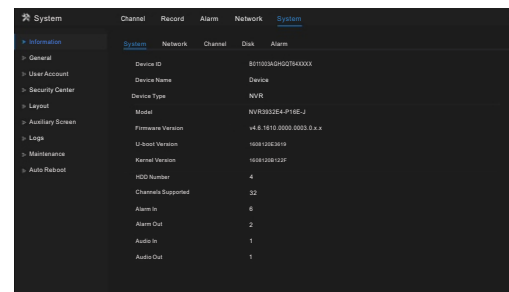 System
Channel Record Alarm Network System
Information
General
User Account
Security Center
Layout
Auxiliary Screen
Logs
Maintenance
Auto Reboot
System Network Channel Disk Alarm
Device ID B011003AGHGQT64XXXX
Device Name Device
Device Type NVR
Model NVR3932E4-P16E-J
Firmware Version v4.6.1610.0000.0003.0.x.x
U-boot Version 1608120E3619
Kernel Version 1608120B122F
HDD Number 4
Channels Supported 32
Alarm In 6
Alarm Out 2
Audio In 1
Audio Out 1